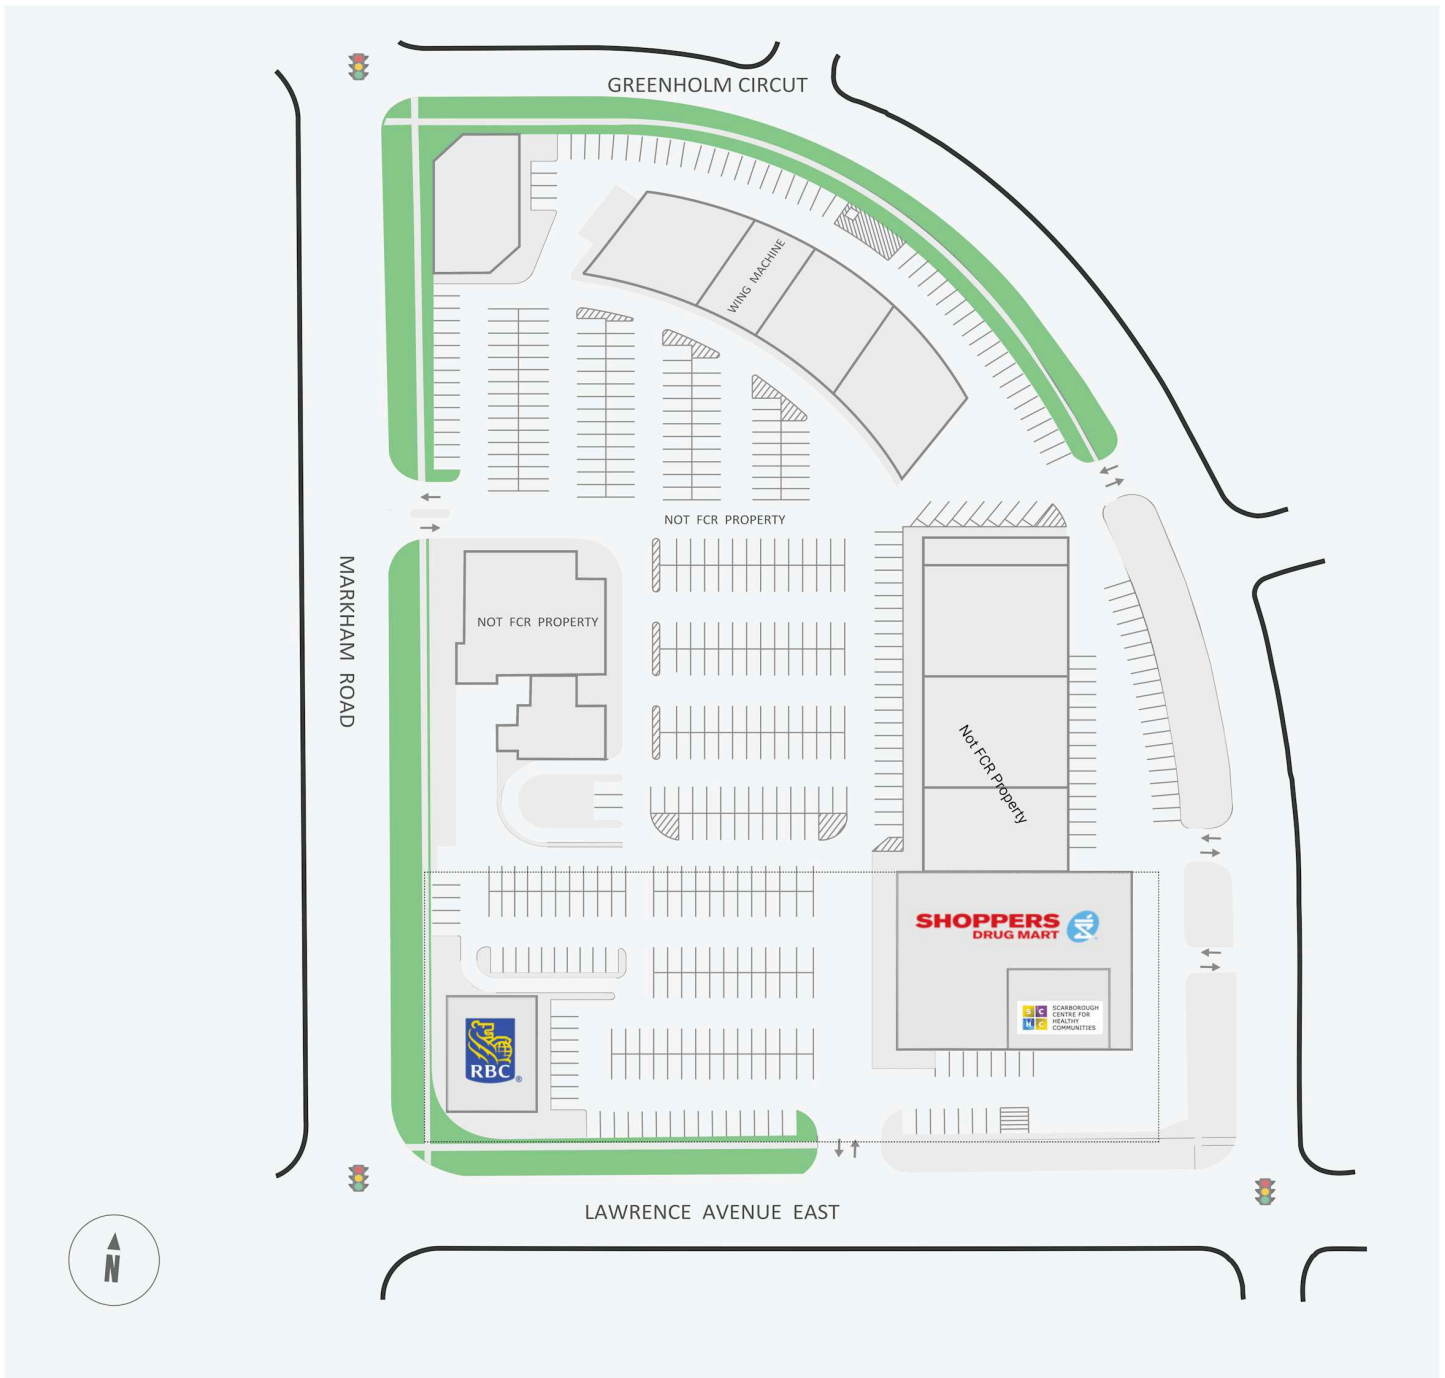 GREENHOLM CIRCUT
WING MACHINE
NOT FCR PROPERTY
MARKHAM ROAD
NOT FCR PROPERTY
Not FCR Property
SHOPPERS
DRUG MART
SCHC
SCARBOROUGH
CENTRE FOR
HEALTHY
COMMUNITIES
RBC
®
LAWRENCE AVENUE EAST
N